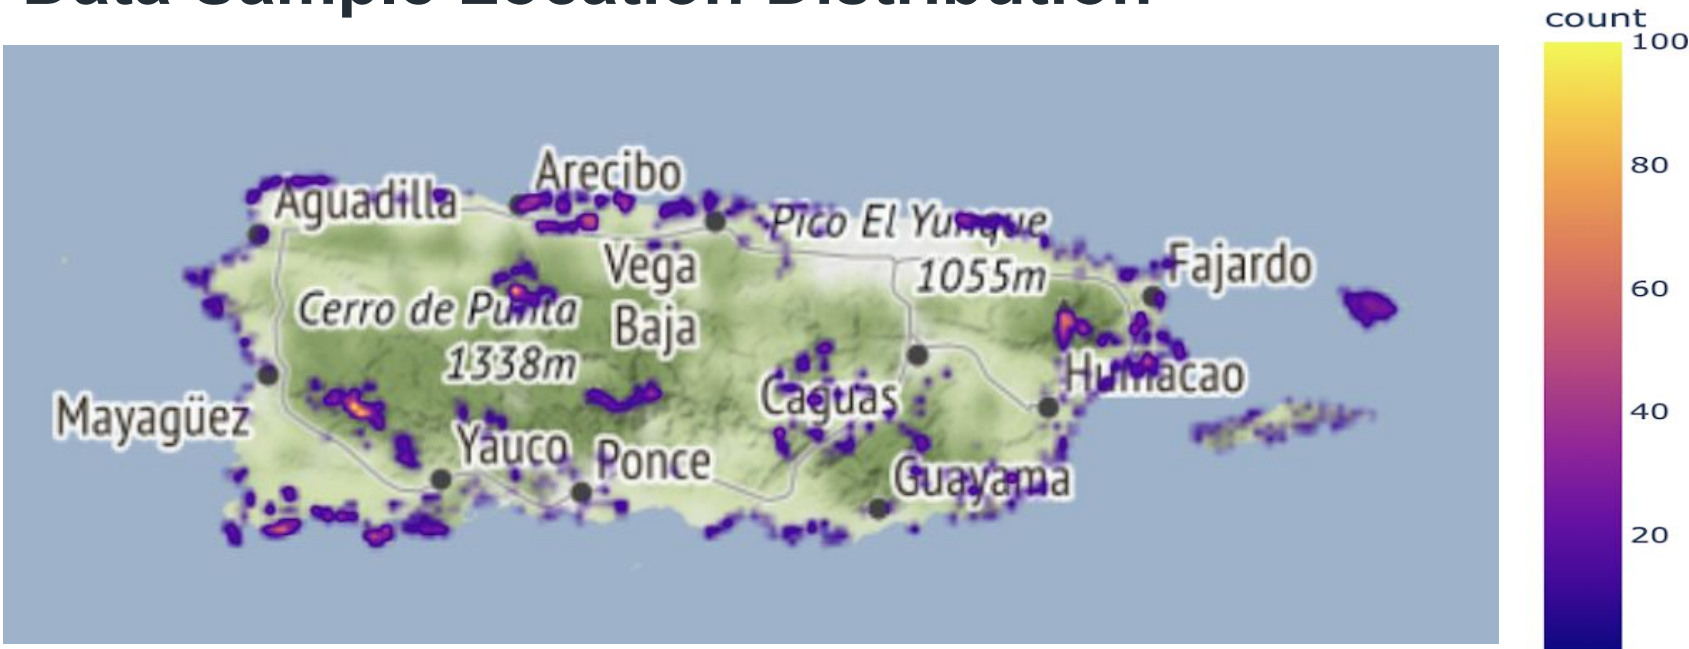 Data Sample Location Distribution
count
100
80
60
40
20
Arecibo
Aguadilla
Pico El Yunque
1055m
Fajardo
Vega
Baja
Cerro de Punta
1338m
Humacao
Caguas
Mayagüez
Yauco
Ponce
Guayama